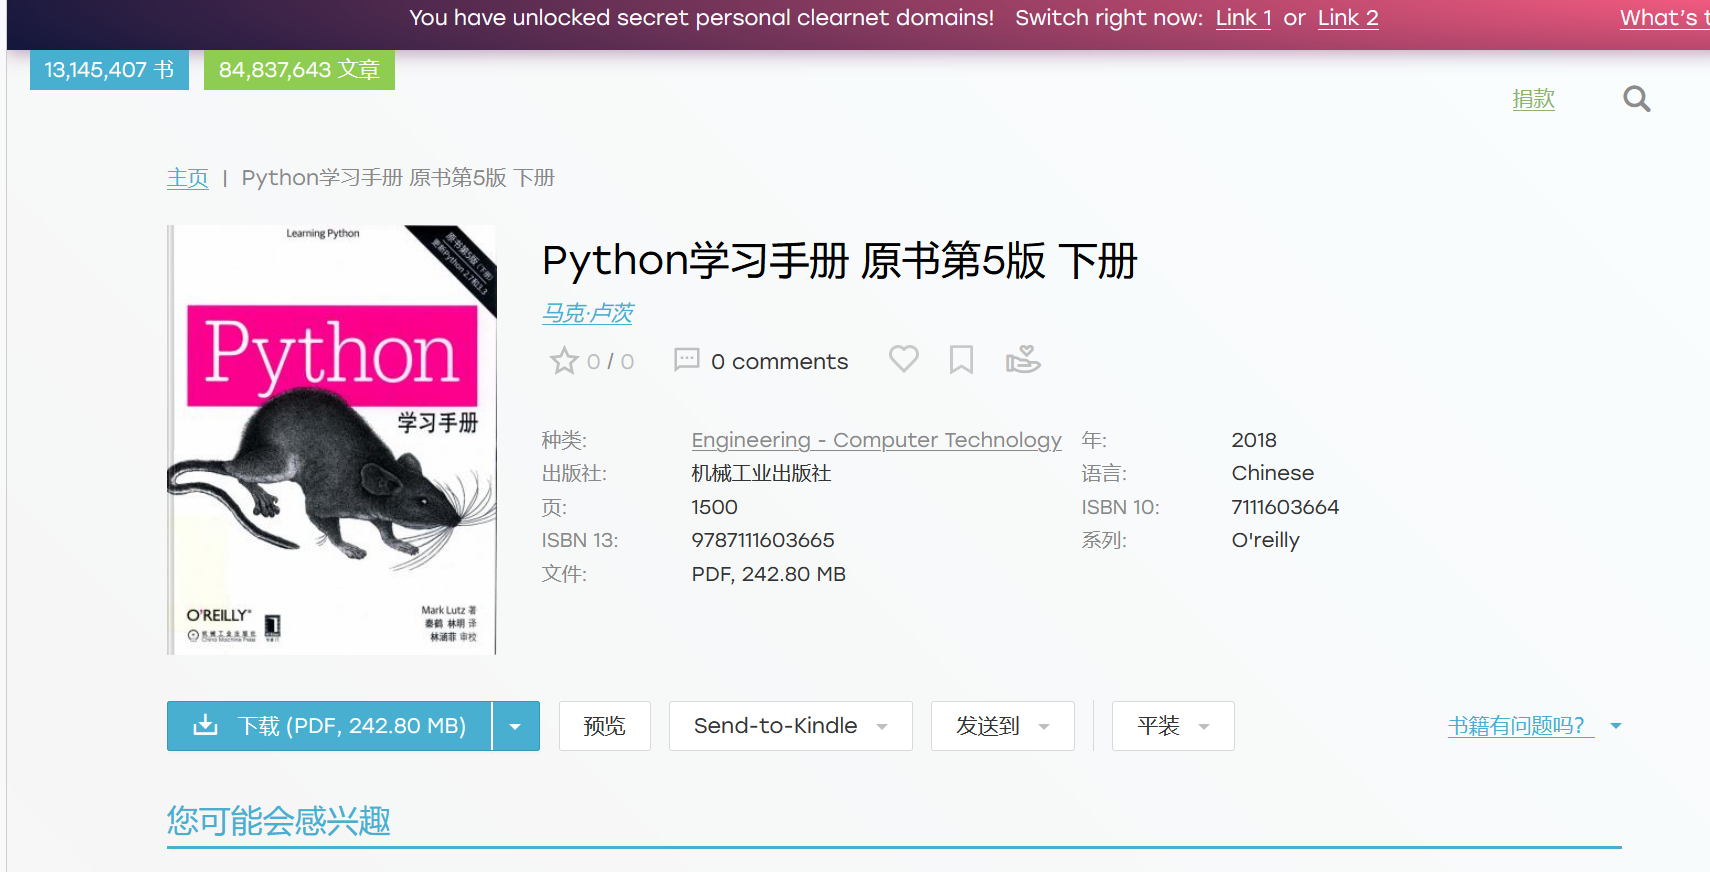 You have unlocked secret personal clearnet domains! Switch right now: Link 1 or Link 2
What's t
13,145,407 书
84,837,643 文章
捐款
主页 | Python学习手册 原书第5版 下册
Learning Python
原书第5版（下册）
更新Python 2.7和3.3
Python
学习手册
O'REILLY®
机械工业出版社
China Machine Press
Mark Lutz 著
秦鹤 林明 译
林涵菲 审校
Python学习手册 原书第5版 下册
马克·卢茨
0 / 0
0 comments
种类: Engineering - Computer Technology 年: 2018
出版社: 机械工业出版社 语言: Chinese
页: 1500 ISBN 10: 7111603664
ISBN 13: 9787111603665 系列: O'reilly
文件: PDF, 242.80 MB
下载 (PDF, 242.80 MB)
预览
Send-to-Kindle
发送到
平装
书籍有问题吗？
您可能会感兴趣